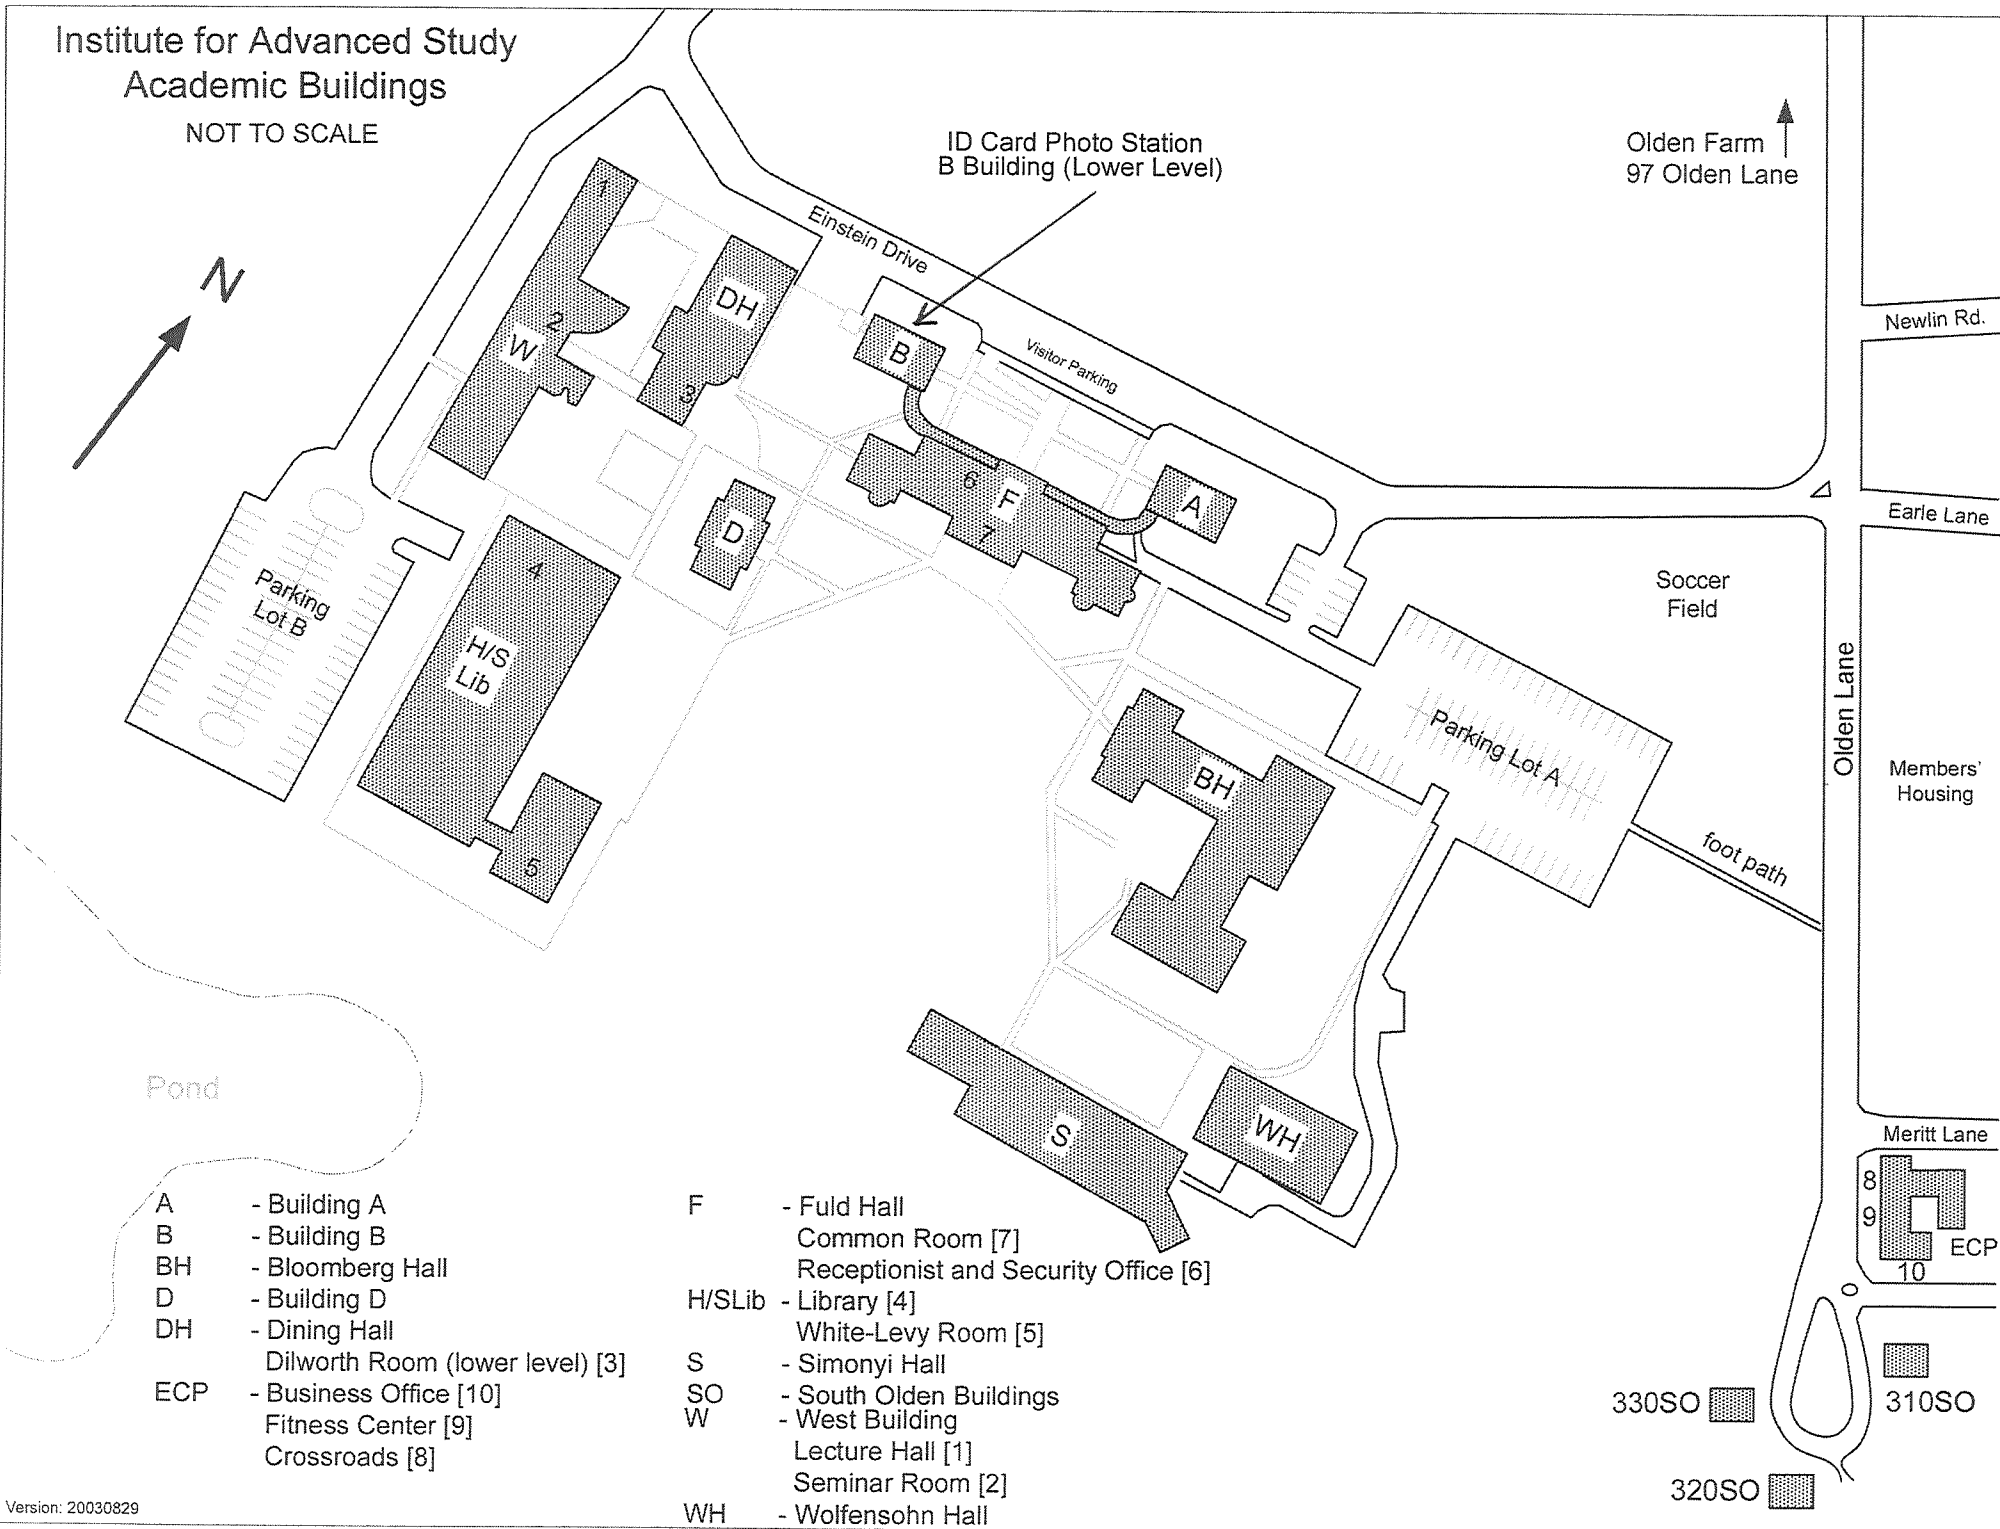 Institute for Advanced Study
Academic Buildings
NOT TO SCALE
N
ID Card Photo Station
B Building (Lower Level)
Olden Farm
97 Olden Lane
Einstein Drive
Visitor Parking
Newlin Rd.
Earle Lane
1
2
W
DH
3
B
6
F
7
A
D
4
H/S
Lib
5
Parking
Lot B
Soccer
Field
Olden Lane
Parking Lot A
BH
Members'
Housing
foot path
Pond
S
WH
Meritt Lane
8
9
ECP
10
330SO
310SO
320SO
A - Building A
B - Building B
BH - Bloomberg Hall
D - Building D
DH - Dining Hall
Dilworth Room (lower level) [3]
ECP - Business Office [10]
Fitness Center [9]
Crossroads [8]
F - Fuld Hall
Common Room [7]
Receptionist and Security Office [6]
H/SLib - Library [4]
White-Levy Room [5]
S - Simonyi Hall
SO - South Olden Buildings
W - West Building
Lecture Hall [1]
Seminar Room [2]
WH - Wolfensohn Hall
Version: 20030829